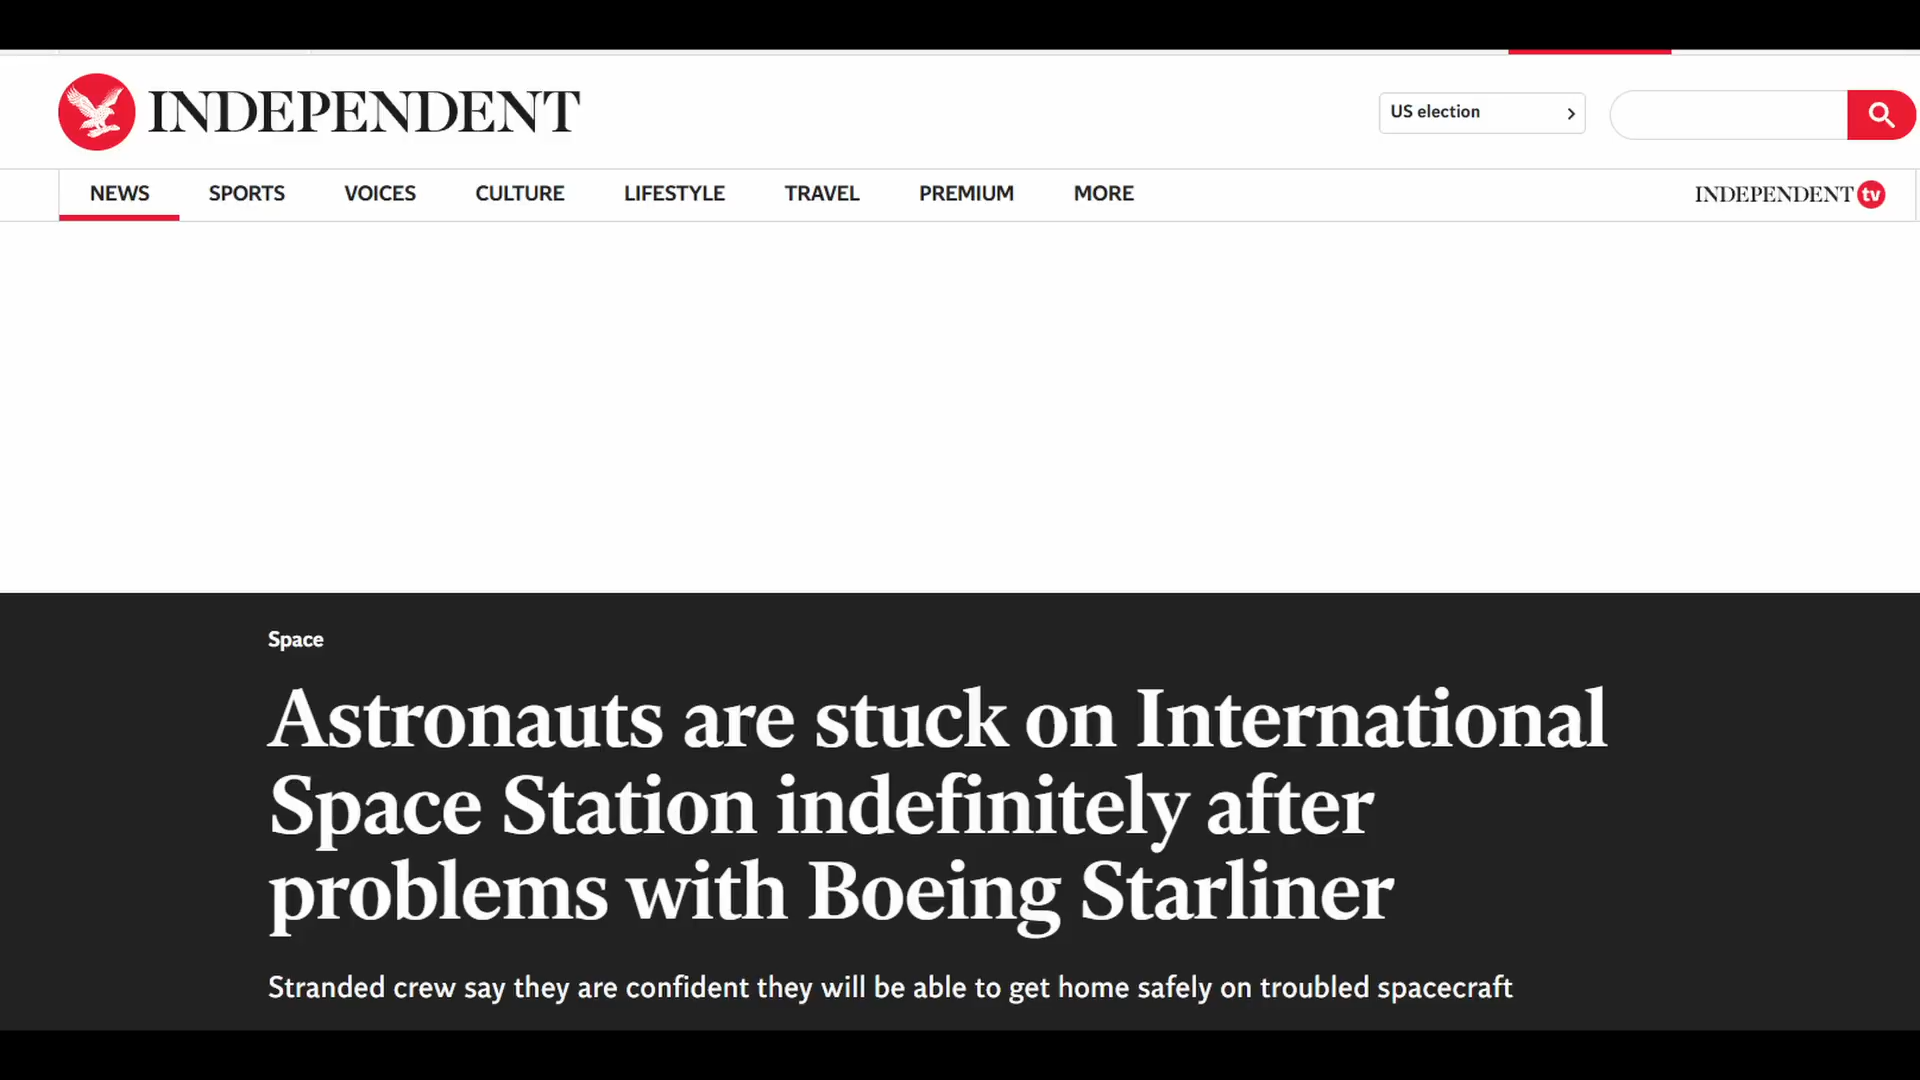 INDEPENDENT
US election
NEWS SPORTS VOICES CULTURE LIFESTYLE TRAVEL PREMIUM MORE INDEPENDENT tv
Space
Astronauts are stuck on International
Space Station indefinitely after
problems with Boeing Starliner
Stranded crew say they are confident they will be able to get home safely on troubled spacecraft